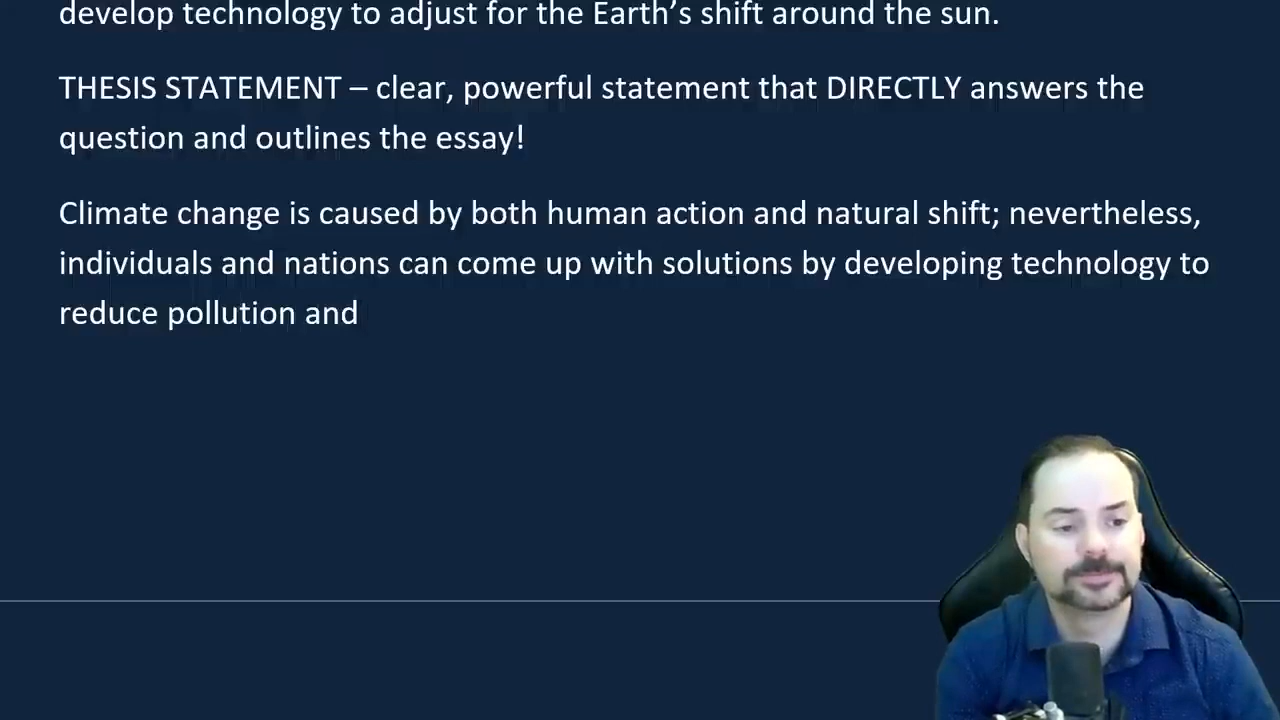 develop technology to adjust for the Earth’s shift around the sun.
THESIS STATEMENT – clear, powerful statement that DIRECTLY answers the
question and outlines the essay!
Climate change is caused by both human action and natural shift; nevertheless,
individuals and nations can come up with solutions by developing technology to
reduce pollution and